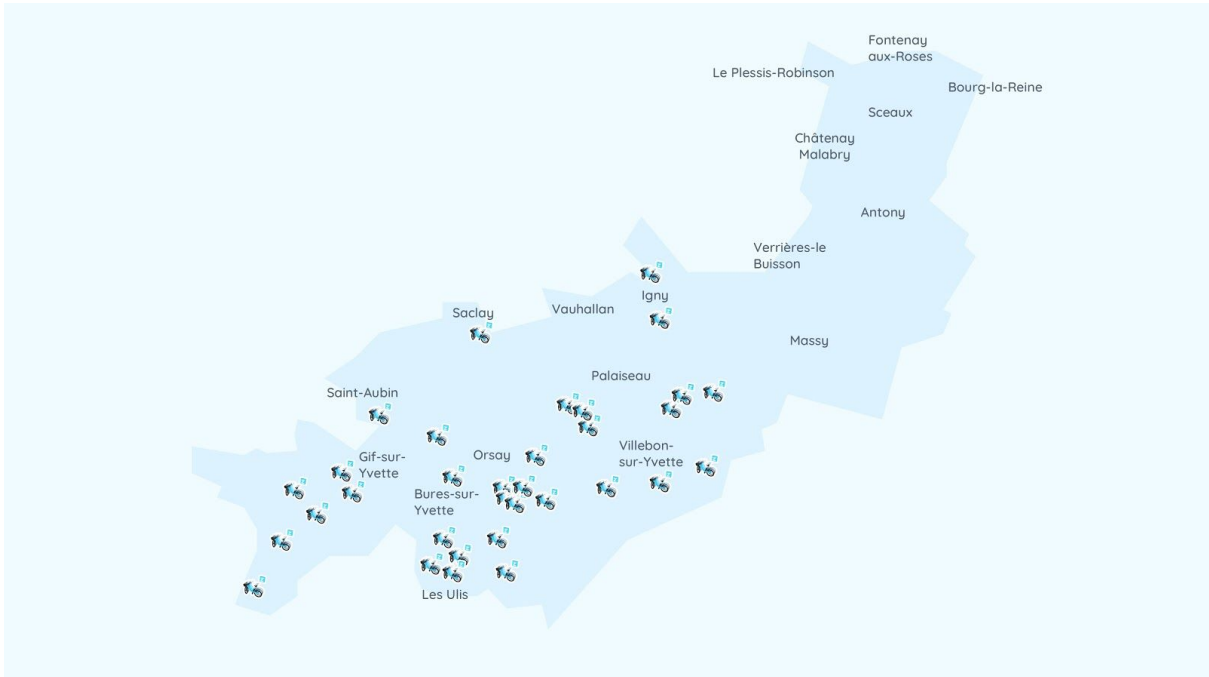 Fontenay
aux-Roses
Le Plessis-Robinson
Bourg-la-Reine
Sceaux
Châtenay
Malabry
Antony
Verrières-le
Buisson
Igny
Saclay
Vauhallan
Massy
Palaiseau
Saint-Aubin
Villebon-
sur-Yvette
Gif-sur-
Yvette
Orsay
Bures-sur-
Yvette
Les Ulis